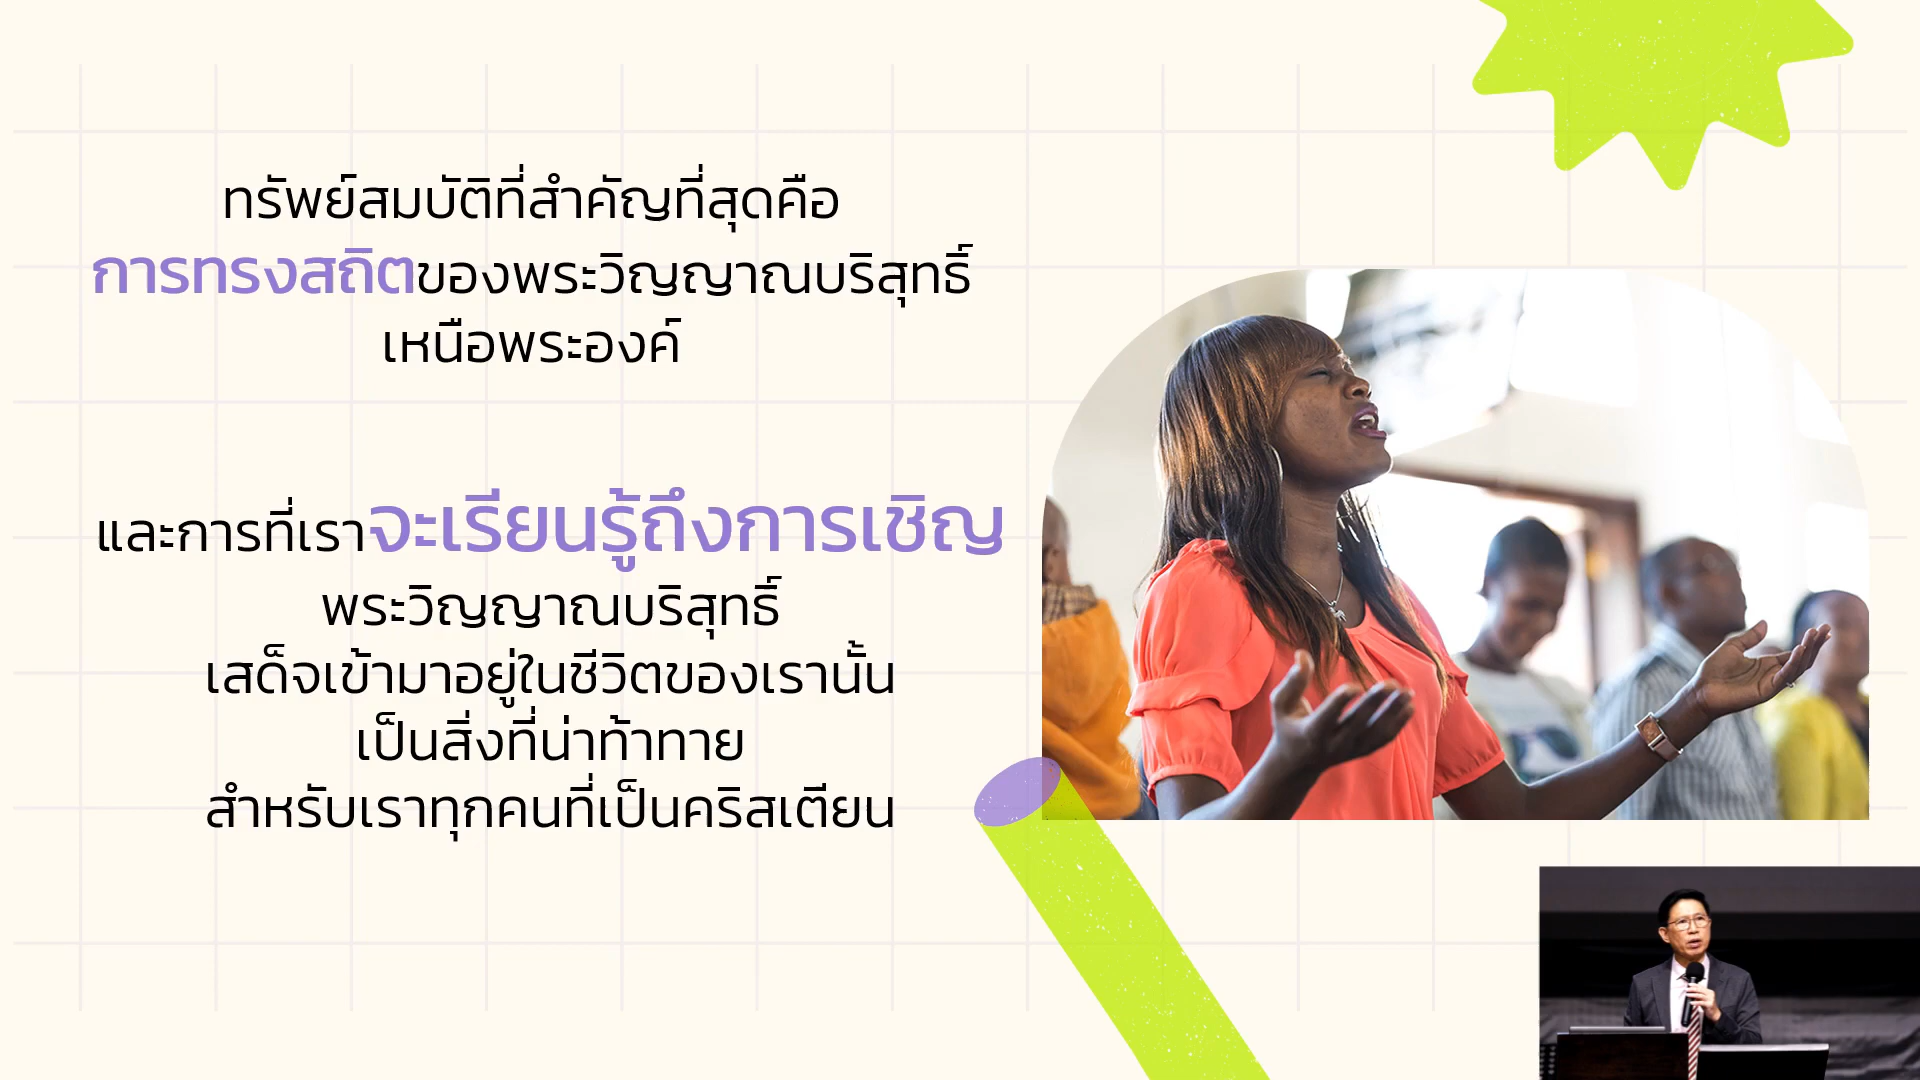 ทรัพย์สมบัติที่สำคัญที่สุดคือ
การทรงสถิตของพระวิญญาณบริสุทธิ์
เหนือพระองค์
และการที่เราจะเรียนรู้ถึงการเชิญ
พระวิญญาณบริสุทธิ์
เสด็จเข้ามาอยู่ในชีวิตของเรานั้น
เป็นสิ่งที่น่าท้าทาย
สำหรับเราทุกคนที่เป็นคริสเตียน